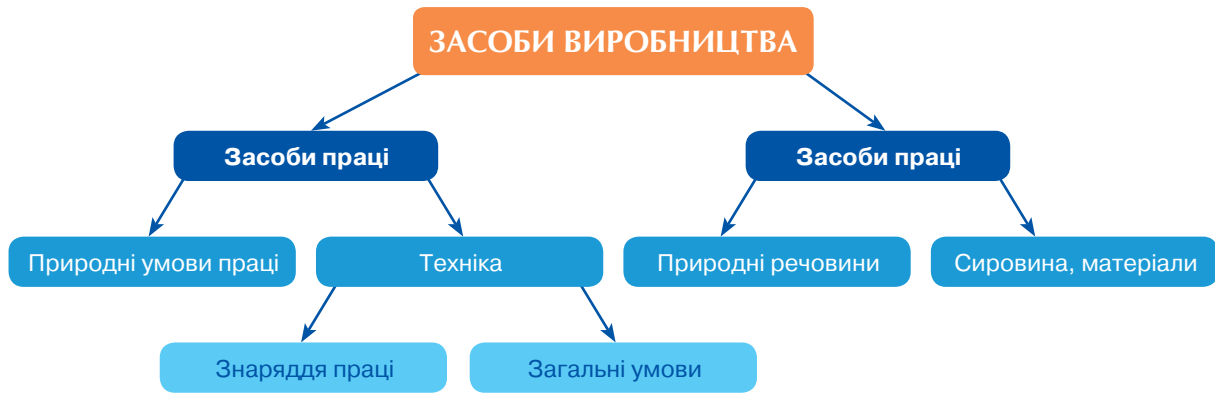 ЗАСОБИ ВИРОБНИЦТВА
Засоби праці
Засоби праці
Природні умови праці
Техніка
Природні речовини
Сировина, матеріали
Знаряддя праці
Загальні умови